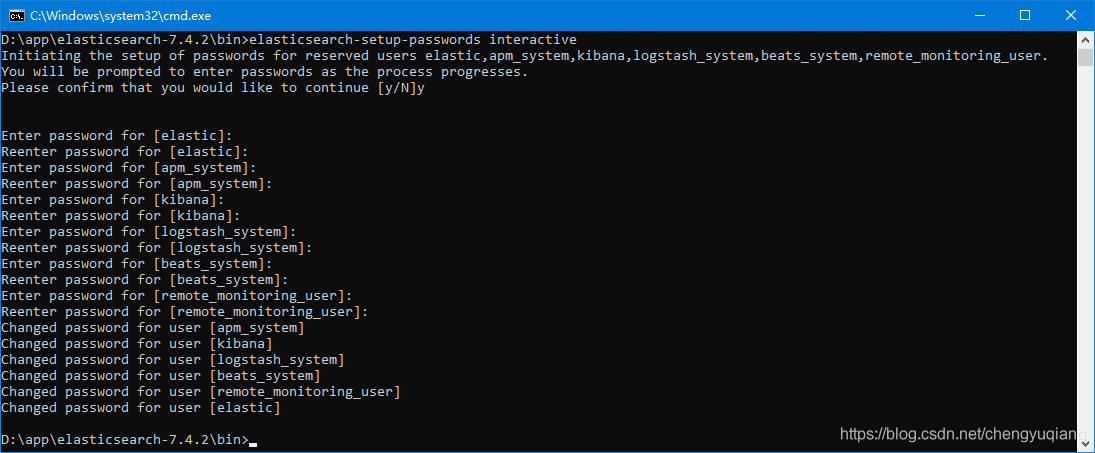 C:\Windows\system32\cmd.exe
D:\app\elasticsearch-7.4.2\bin>elasticsearch-setup-passwords interactive
Initiating the setup of passwords for reserved users elastic,apm_system,kibana,logstash_system,beats_system,remote_monitoring_user.
You will be prompted to enter passwords as the process progresses.
Please confirm that you would like to continue [y/N]y
Enter password for [elastic]:
Reenter password for [elastic]:
Enter password for [apm_system]:
Reenter password for [apm_system]:
Enter password for [kibana]:
Reenter password for [kibana]:
Enter password for [logstash_system]:
Reenter password for [logstash_system]:
Enter password for [beats_system]:
Reenter password for [beats_system]:
Enter password for [remote_monitoring_user]:
Reenter password for [remote_monitoring_user]:
Changed password for user [apm_system]
Changed password for user [kibana]
Changed password for user [logstash_system]
Changed password for user [beats_system]
Changed password for user [remote_monitoring_user]
Changed password for user [elastic]
D:\app\elasticsearch-7.4.2\bin>
https://blog.csdn.net/chengyuqiang